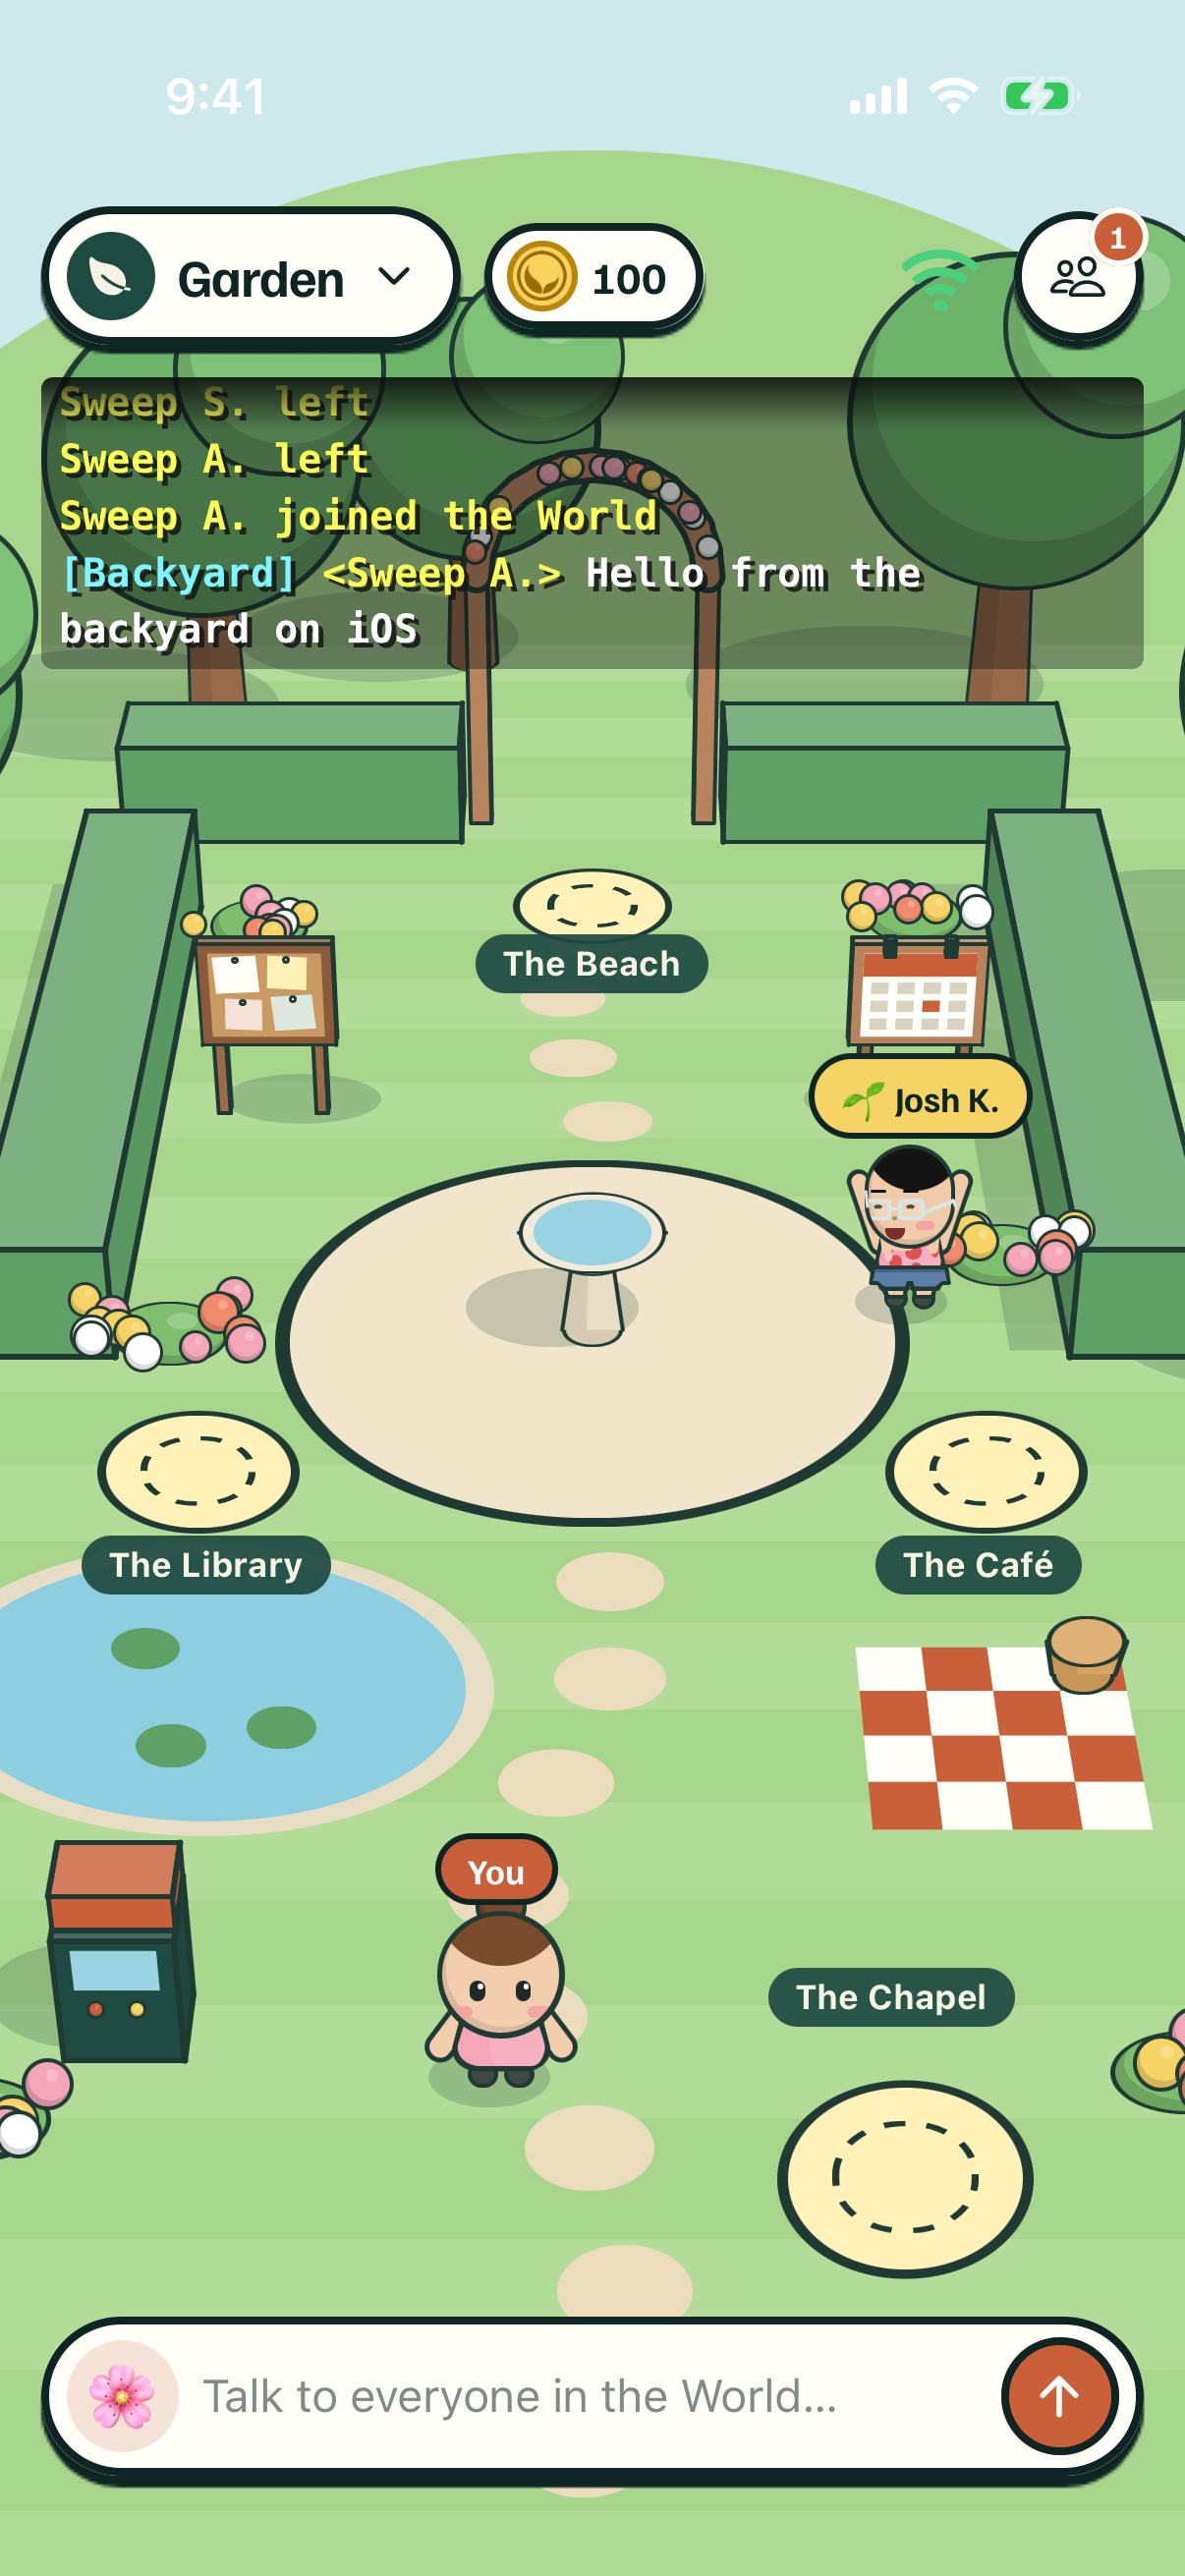 9:41
Garden
100
1
Sweep S. left
Sweep A. left
Sweep A. joined the World
[Backyard] <Sweep A.> Hello from the
backyard on iOS
The Beach
Josh K.
The Library
The Café
You
The Chapel
Talk to everyone in the World...